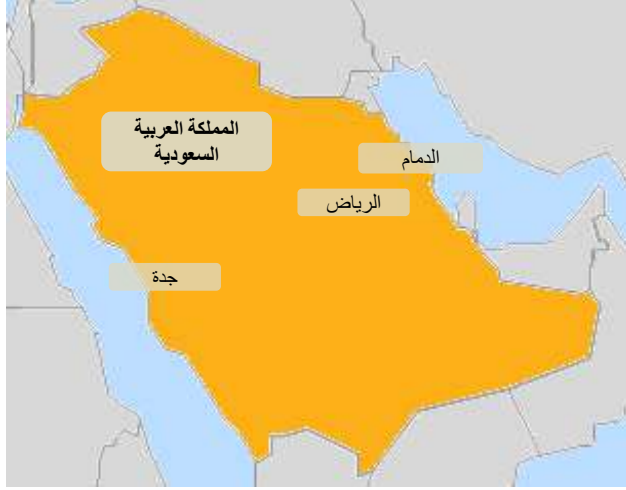 المملكة العربية
السعودية
الدمام
الرياض
جدة